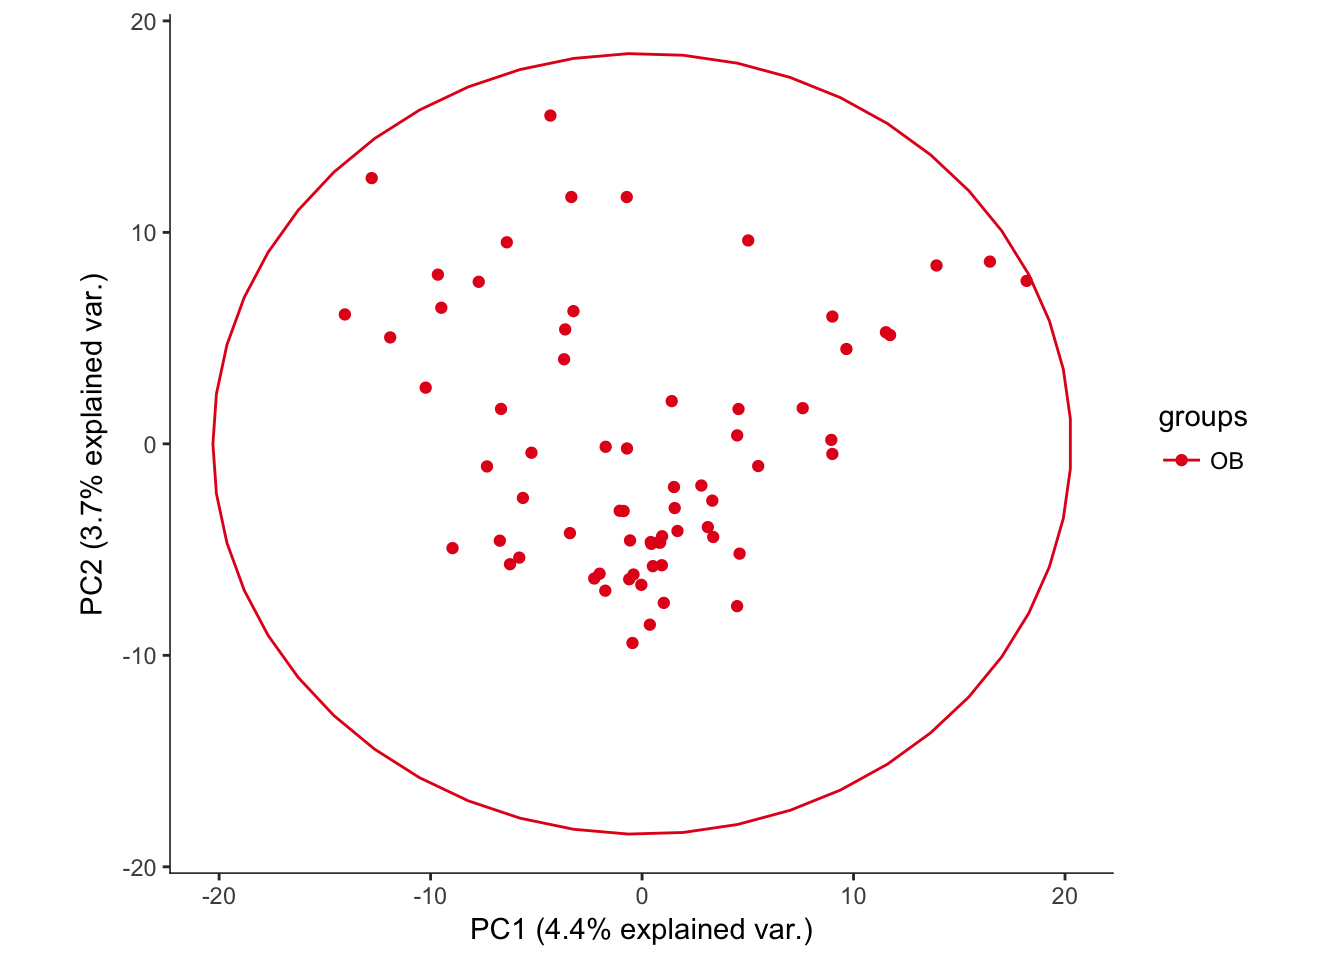 20
10
0
-10
-20
PC2 (3.7% explained var.)
-20
-10
0
10
20
PC1 (4.4% explained var.)
groups
OB